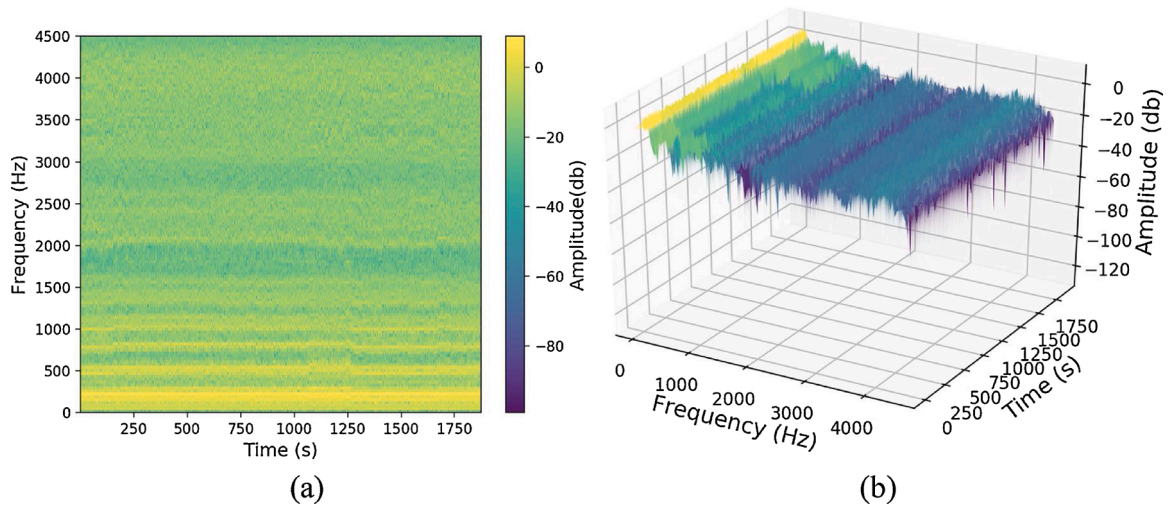 4500
4000
3500
3000
2500
2000
1500
1000
500
0
Frequency (Hz)
250 500 750 1000 1250 1500 1750
Time (s)
0
−20
−40
−60
−80
Amplitude(db)
(a)
0
−20
−40
−60
−80
−100
−120
Amplitude (db)
0 1000 2000 3000 4000
Frequency (Hz)
0 250 500 750 1000 1250 1500 1750
Time (s)
(b)